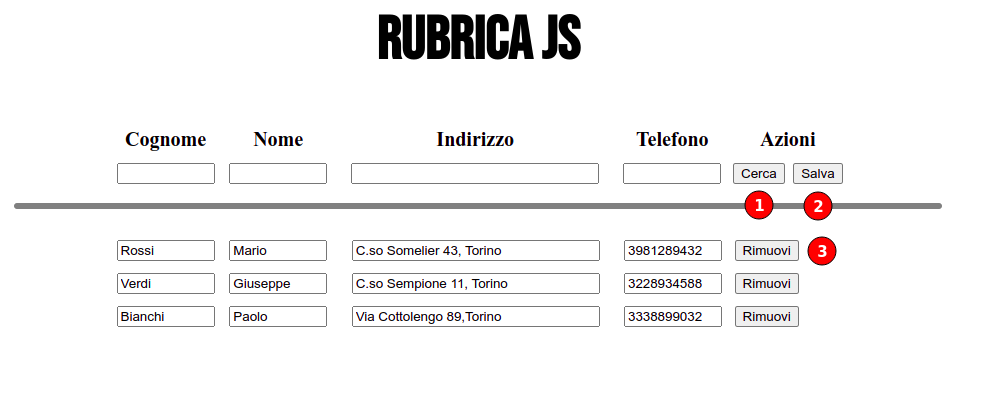 RUBRICA JS
Cognome Nome Indirizzo Telefono Azioni
Cerca Salva
1 2
Rossi Mario C.so Somelier 43, Torino 3981289432 Rimuovi 3
Verdi Giuseppe C.so Sempione 11, Torino 3228934588 Rimuovi
Bianchi Paolo Via Cottolengo 89,Torino 3338899032 Rimuovi